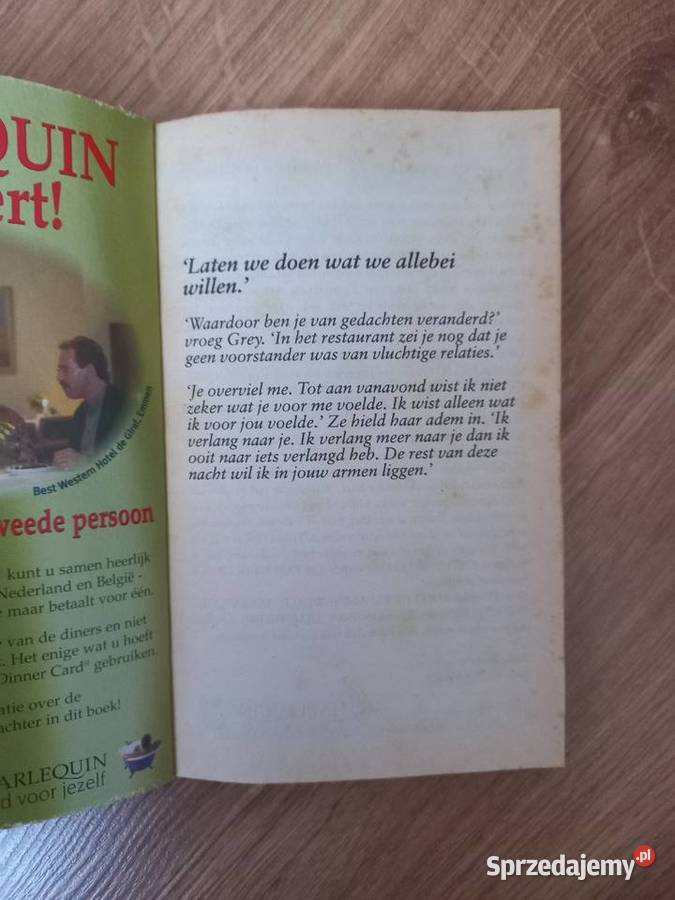 QUIN
ert!
Best Western Hotel de Giraf, Emmen
weede persoon
kunt u samen heerlijk
Nederland en België -
maar betaalt voor één.
van de diners en niet
. Het enige wat u hoeft
Dinner Card® gebruiken.
atie over de
achter in dit boek!
ARLEQUIN
d voor jezelf
‘Laten we doen wat we allebei
willen.’
‘Waardoor ben je van gedachten veranderd?’
vroeg Grey. ‘In het restaurant zei je nog dat je
geen voorstander was van vluchtige relaties.’
‘Je overviel me. Tot aan vanavond wist ik niet
zeker wat je voor me voelde. Ik wist alleen wat
ik voor jou voelde.’ Ze hield haar adem in. ‘Ik
verlang naar je. Ik verlang meer naar je dan ik
ooit naar iets verlangd heb. De rest van deze
nacht wil ik in jouw armen liggen.’
Sprzedajemy.pl